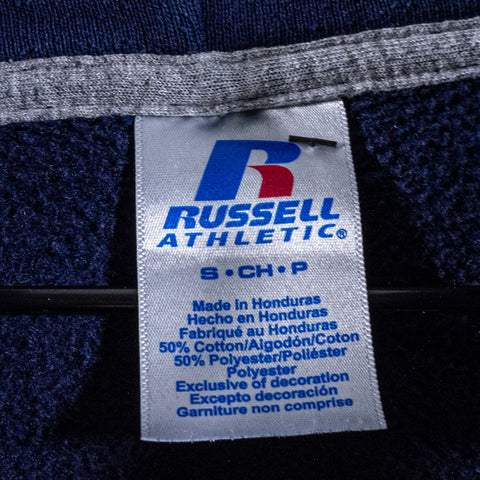 R
RUSSELL
ATHLETIC®
S • CH • P
Made in Honduras
Hecho en Honduras
Fabriqué au Honduras
50% Cotton/Algodón/Coton
50% Polyester/Poliéster
Polyester
Exclusive of decoration
Excepto decoración
Garniture non comprise